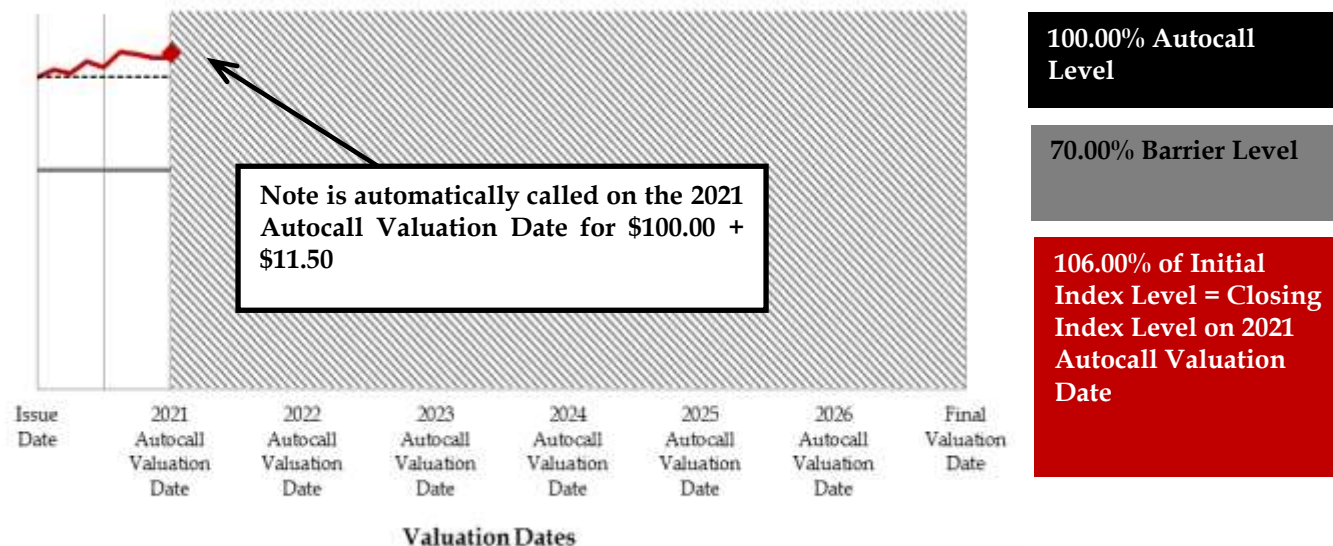 100.00% Autocall
Level
70.00% Barrier Level
Note is automatically called on the 2021
Autocall Valuation Date for $100.00 +
$11.50
106.00% of Initial
Index Level = Closing
Index Level on 2021
Autocall Valuation
Date
Issue
Date
2021
Autocall
Valuation
Date
2022
Autocall
Valuation
Date
2023
Autocall
Valuation
Date
2024
Autocall
Valuation
Date
2025
Autocall
Valuation
Date
2026
Autocall
Valuation
Date
Final
Valuation
Date
Valuation Dates